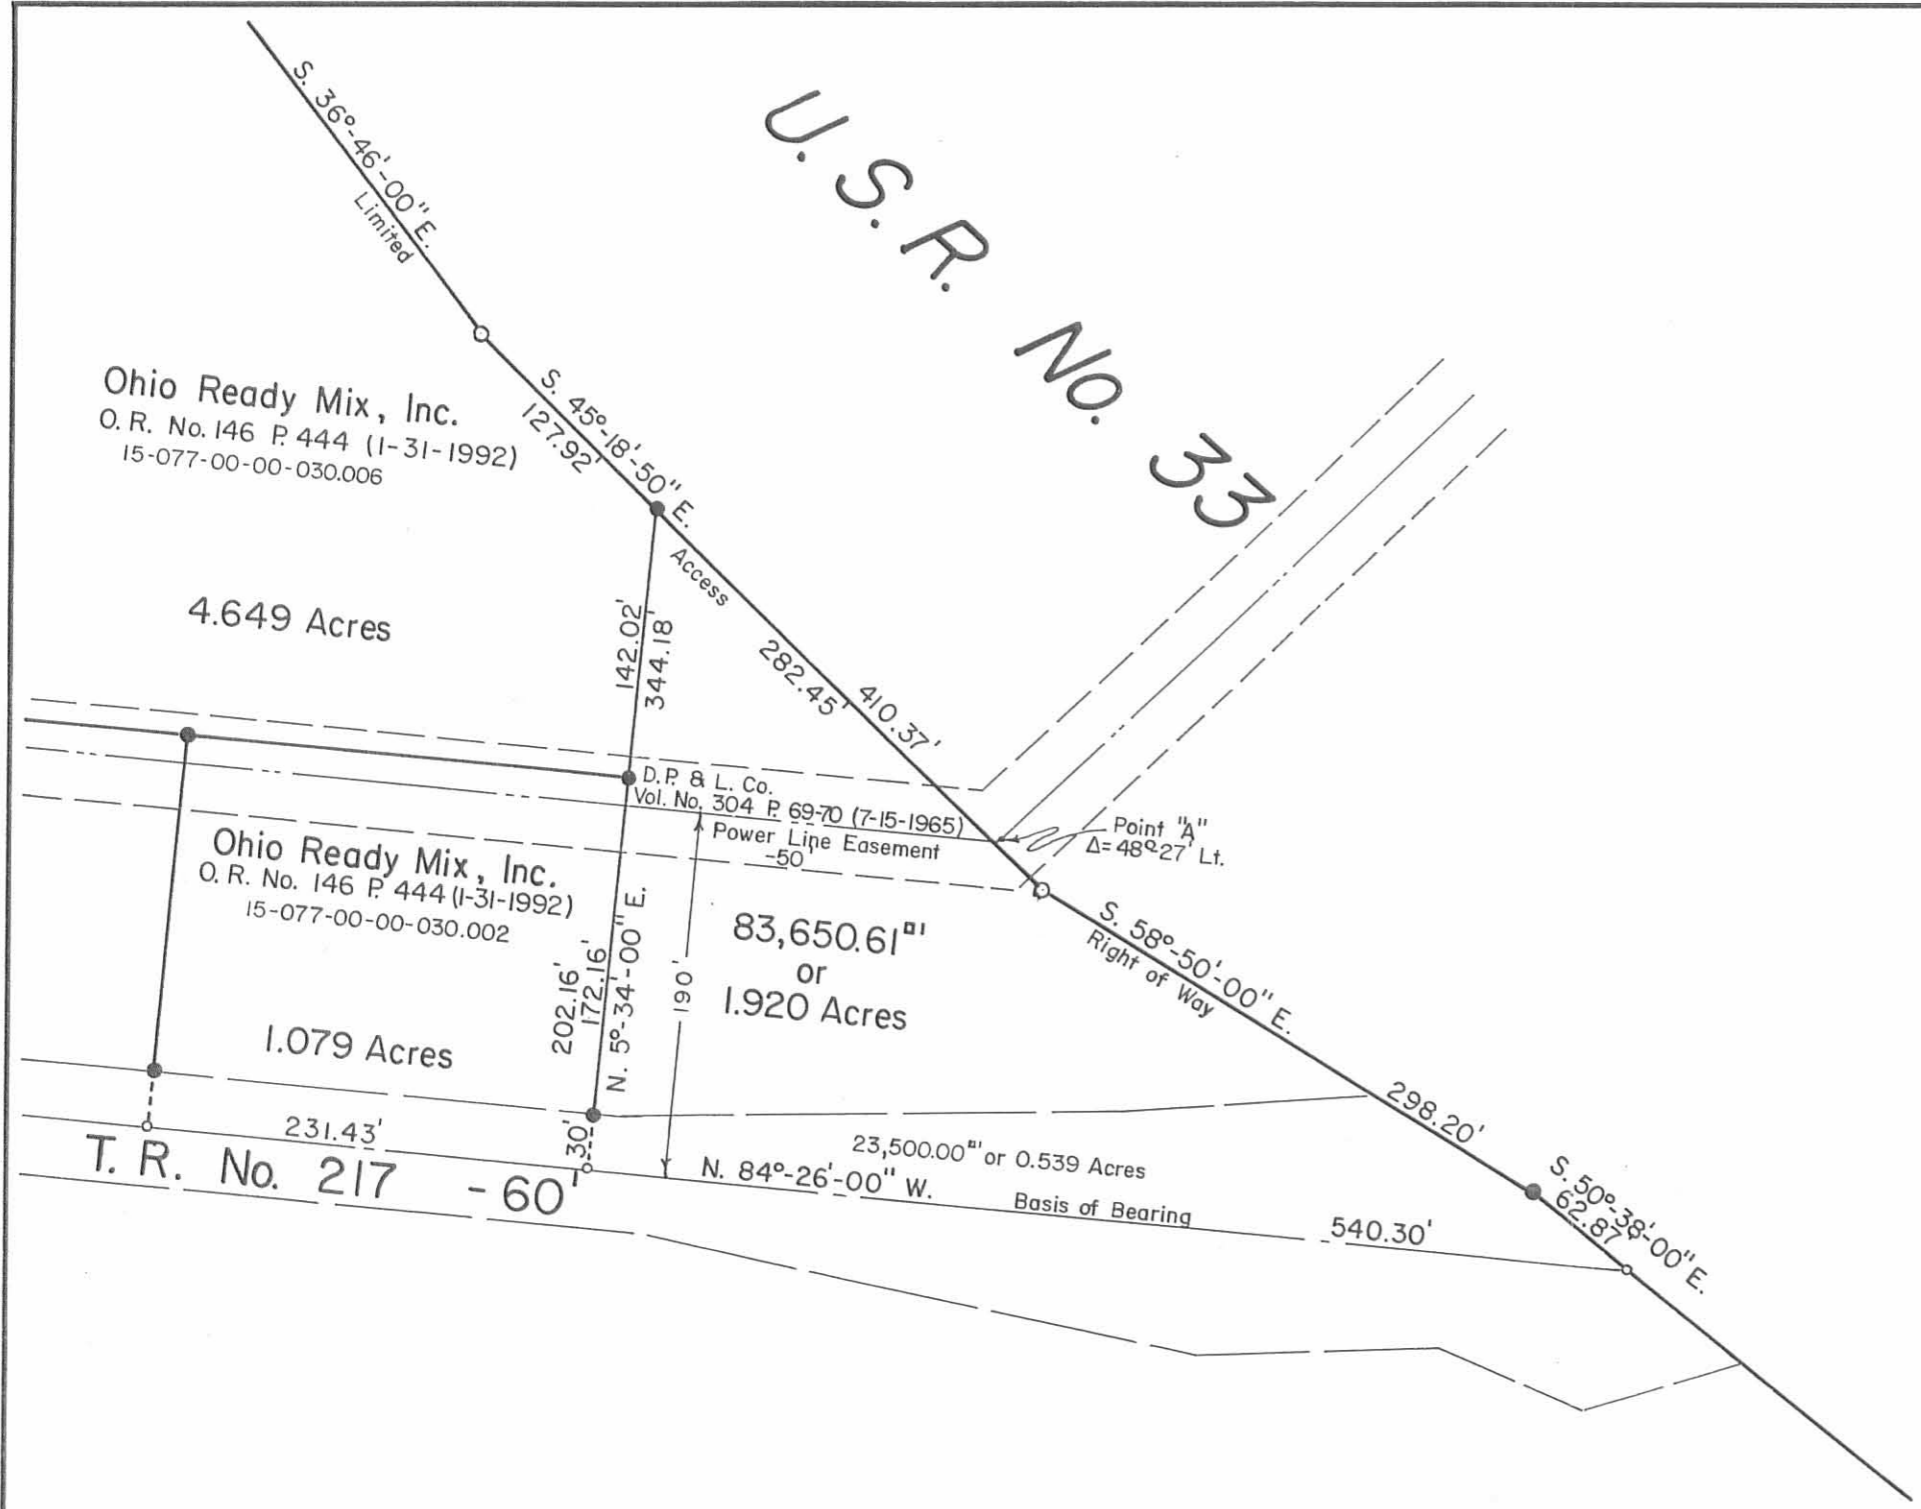 S. 36°-46'-00" E.
Limited
U. S. R. No. 33
Ohio Ready Mix, Inc.
O. R. No. 146 P. 444 (1-31-1992)
15-077-00-00-030.006
S. 45°-18'-50" E.
127.92'
Access
4.649 Acres
142.02'
344.18'
282.45'
410.37'
D.P. & L. Co.
Vol. No. 304 P. 69-70 (7-15-1965)
Power Line Easement
-50'
Point "A"
Δ=48°27' Lt.
Ohio Ready Mix, Inc.
O. R. No. 146 P. 444 (1-31-1992)
15-077-00-00-030.002
1.079 Acres
202.16'
172.16'
N. 5°-34'-00" E.
190'
83,650.61□'
or
1.920 Acres
S. 58°-50'-00" E.
Right of Way
298.20'
231.43'
30'
T. R. No. 217 -60'
23,500.00□' or 0.539 Acres
N. 84°-26'-00" W.
Basis of Bearing
540.30'
S. 50°-38'-00" E.
62.87'